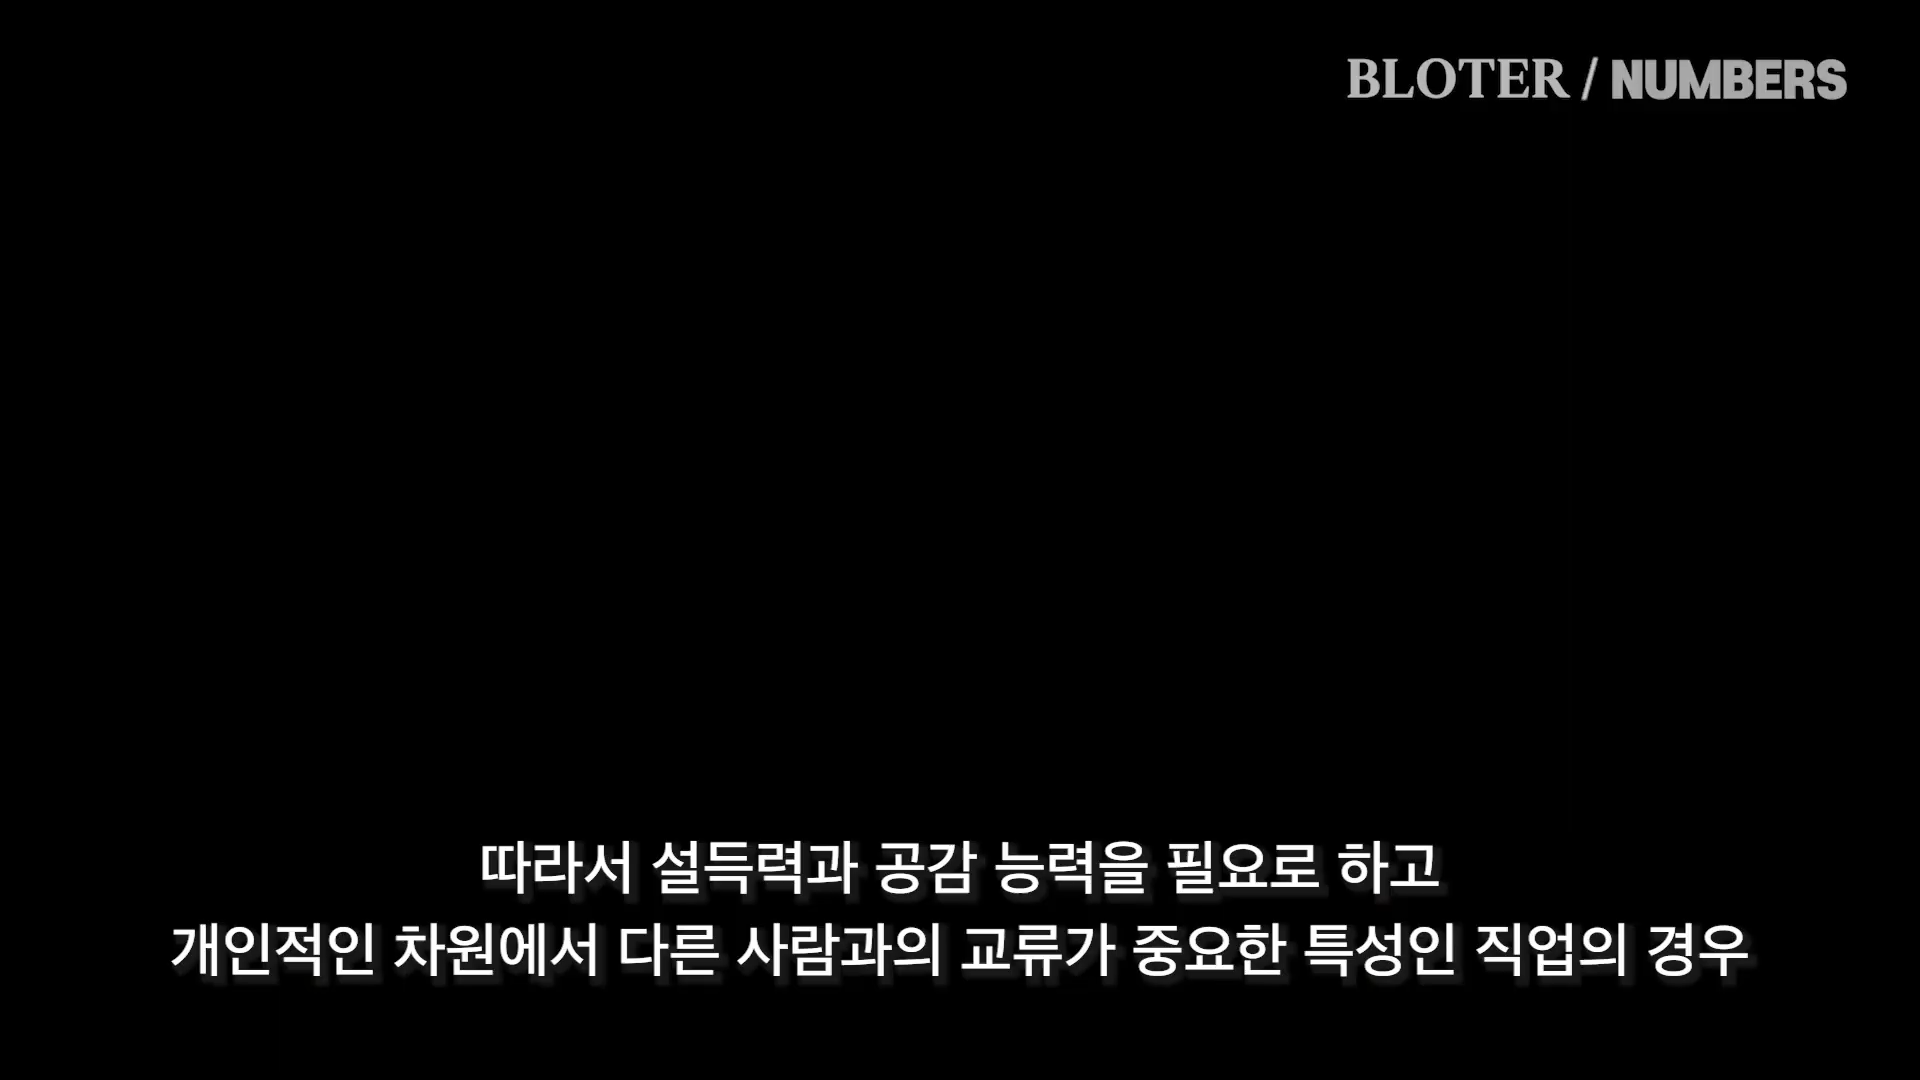 BLOTER / NUMBERS
따라서 설득력과 공감 능력을 필요로 하고
개인적인 차원에서 다른 사람과의 교류가 중요한 특성인 직업의 경우